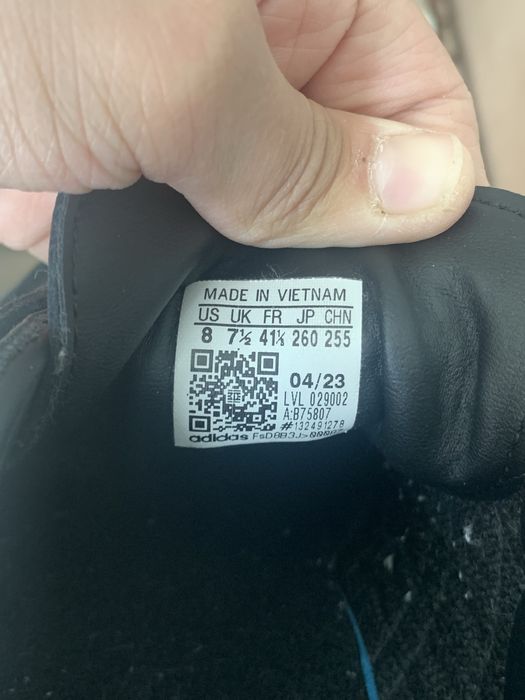 MADE IN VIETNAM
US UK FR JP CHN
8 7½ 41⅓ 260 255
04/23
LVL 029002
A:B75807
#132491278
adidas